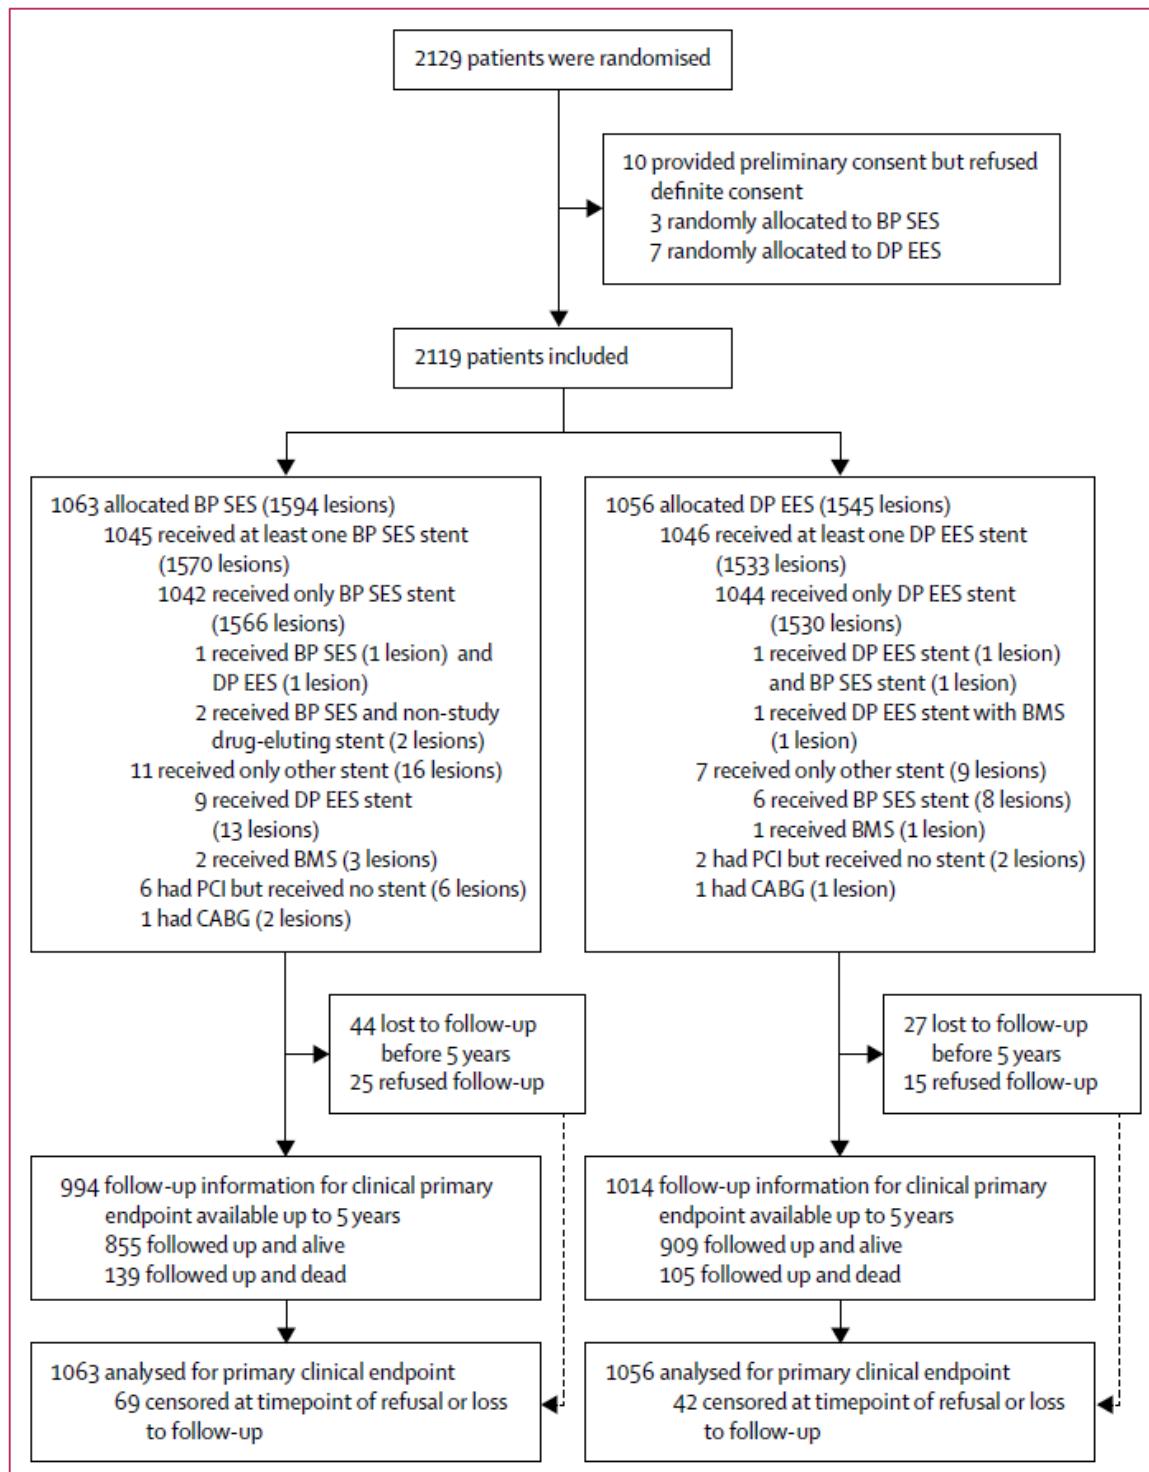 2129 patients were randomised
10 provided preliminary consent but refused
definite consent
3 randomly allocated to BP SES
7 randomly allocated to DP EES
2119 patients included
1063 allocated BP SES (1594 lesions)
1045 received at least one BP SES stent
(1570 lesions)
1042 received only BP SES stent
(1566 lesions)
1 received BP SES (1 lesion) and
DP EES (1 lesion)
2 received BP SES and non-study
drug-eluting stent (2 lesions)
11 received only other stent (16 lesions)
9 received DP EES stent
(13 lesions)
2 received BMS (3 lesions)
6 had PCI but received no stent (6 lesions)
1 had CABG (2 lesions)
1056 allocated DP EES (1545 lesions)
1046 received at least one DP EES stent
(1533 lesions)
1044 received only DP EES stent
(1530 lesions)
1 received DP EES stent (1 lesion)
and BP SES stent (1 lesion)
1 received DP EES stent with BMS
(1 lesion)
7 received only other stent (9 lesions)
6 received BP SES stent (8 lesions)
1 received BMS (1 lesion)
2 had PCI but received no stent (2 lesions)
1 had CABG (1 lesion)
44 lost to follow-up
before 5 years
25 refused follow-up
27 lost to follow-up
before 5 years
15 refused follow-up
994 follow-up information for clinical primary
endpoint available up to 5 years
855 followed up and alive
139 followed up and dead
1014 follow-up information for clinical primary
endpoint available up to 5 years
909 followed up and alive
105 followed up and dead
1063 analysed for primary clinical endpoint
69 censored at timepoint of refusal or loss
to follow-up
1056 analysed for primary clinical endpoint
42 censored at timepoint of refusal or loss
to follow-up